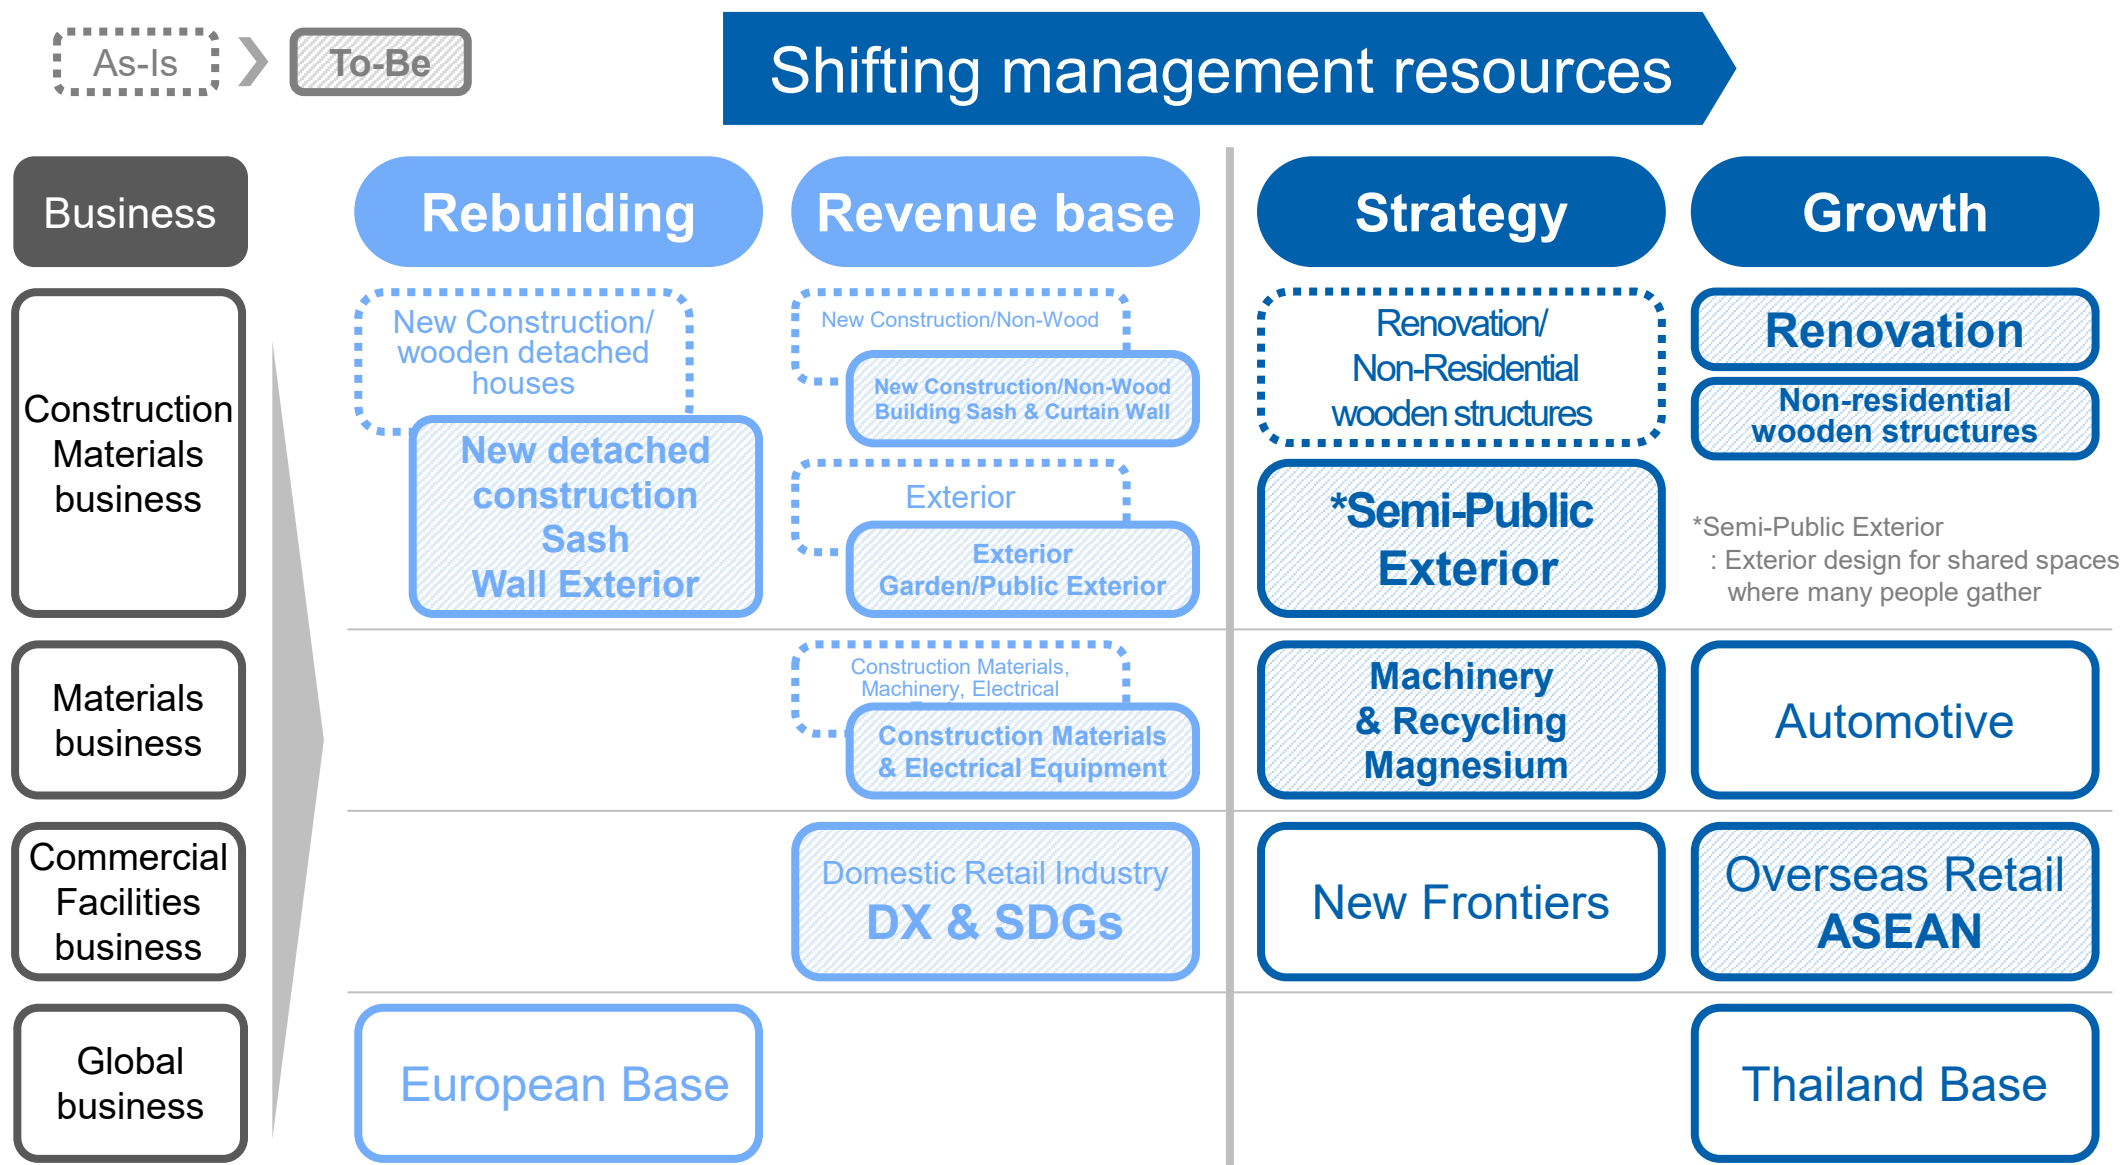 As-Is
To-Be
Shifting management resources
Business
Rebuilding
Revenue base
Strategy
Growth
Construction
Materials
business
New Construction/
wooden detached
houses
New detached
construction
Sash
Wall Exterior
New Construction/Non-Wood
New Construction/Non-Wood
Building Sash & Curtain Wall
Exterior
Exterior
Garden/Public Exterior
Renovation/
Non-Residential
wooden structures
*Semi-Public
Exterior
Renovation
Non-residential
wooden structures
*Semi-Public Exterior
: Exterior design for shared spaces
where many people gather
Materials
business
Construction Materials,
Machinery, Electrical
Construction Materials
& Electrical Equipment
Machinery
& Recycling
Magnesium
Automotive
Commercial
Facilities
business
Domestic Retail Industry
DX & SDGs
New Frontiers
Overseas Retail
ASEAN
Global
business
European Base
Thailand Base